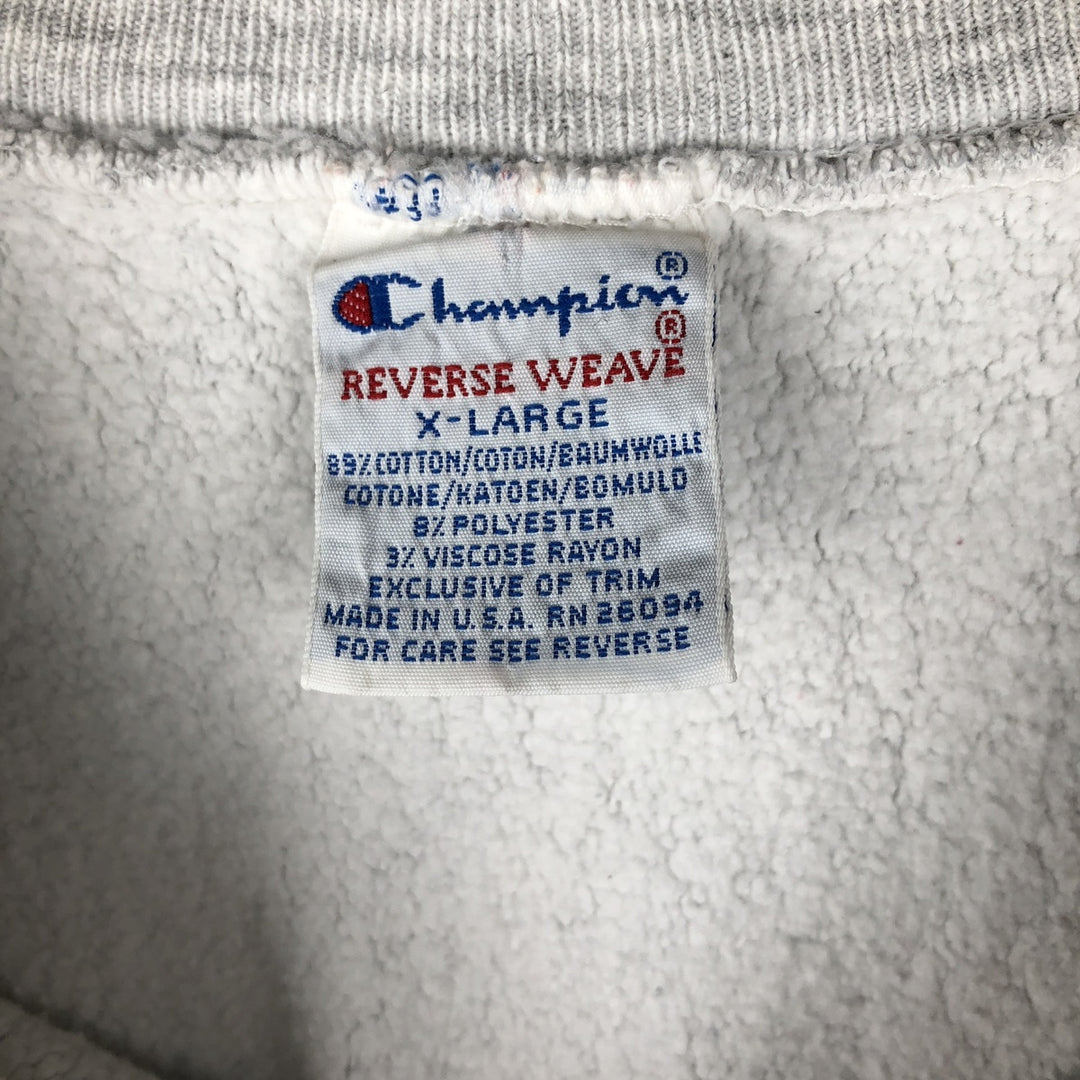 Champion®
®
REVERSE WEAVE
X-LARGE
89% COTTON/COTON/BAUMWOLLE
COTONE/KATOEN/BOMULD
8% POLYESTER
3% VISCOSE RAYON
EXCLUSIVE OF TRIM
MADE IN U.S.A. RN 26094
FOR CARE SEE REVERSE